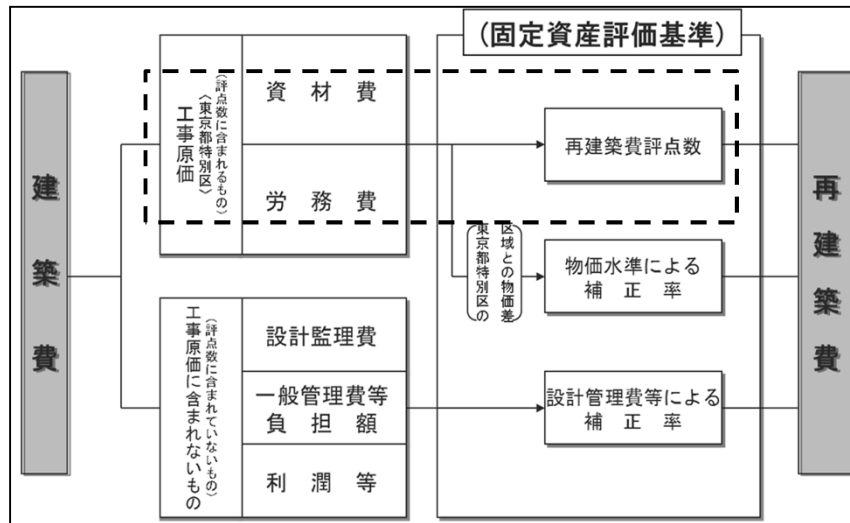 (固定資産評価基準)
建築費
工事原価
〈東京都特別区〉
(評点数に含まれるもの)
資材費
労務費
再建築費評点数
東京都特別区の
区域との物価差
物価水準による
補正率
工事原価に含まれないもの
(評点数に含まれていないもの)
設計監理費
一般管理費等
負担額
利潤等
設計管理費等による
補正率
再建築費